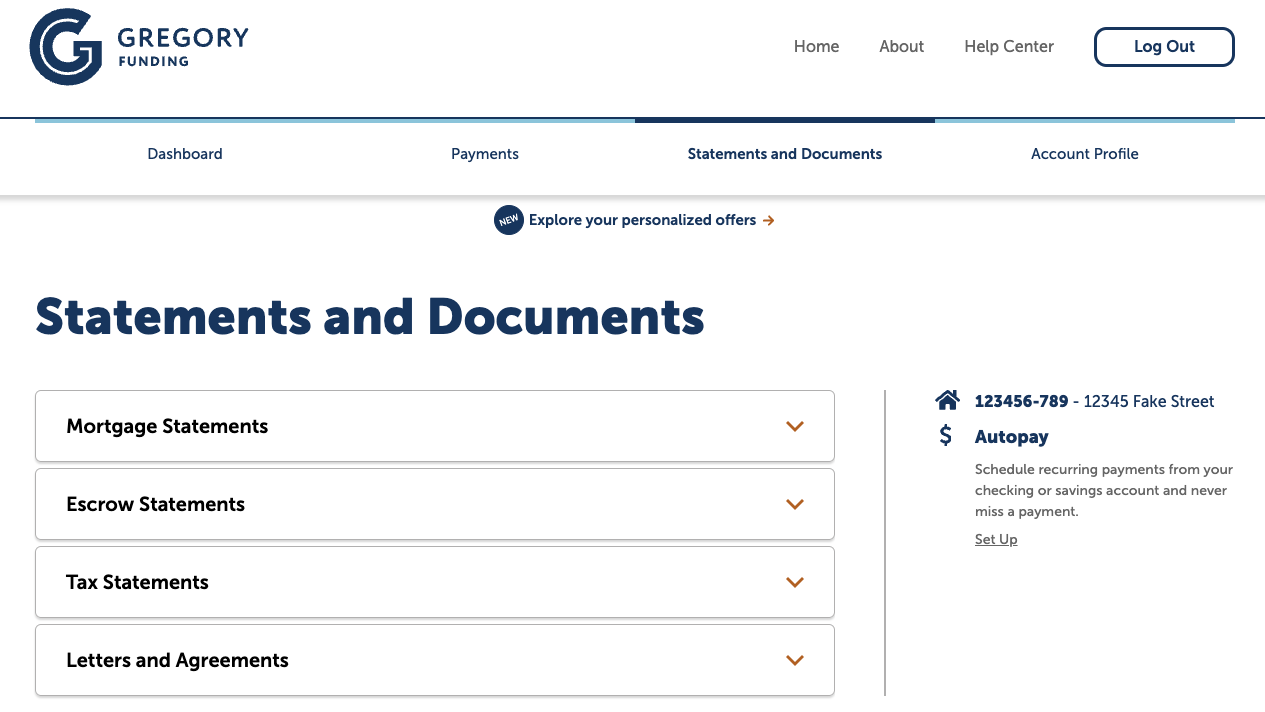 GREGORY
FUNDING
Home
About
Help Center
Log Out
Dashboard
Payments
Statements and Documents
Account Profile
NEW Explore your personalized offers →
Statements and Documents
Mortgage Statements
Escrow Statements
Tax Statements
Letters and Agreements
123456-789 - 12345 Fake Street
$ Autopay
Schedule recurring payments from your
checking or savings account and never
miss a payment.
Set Up